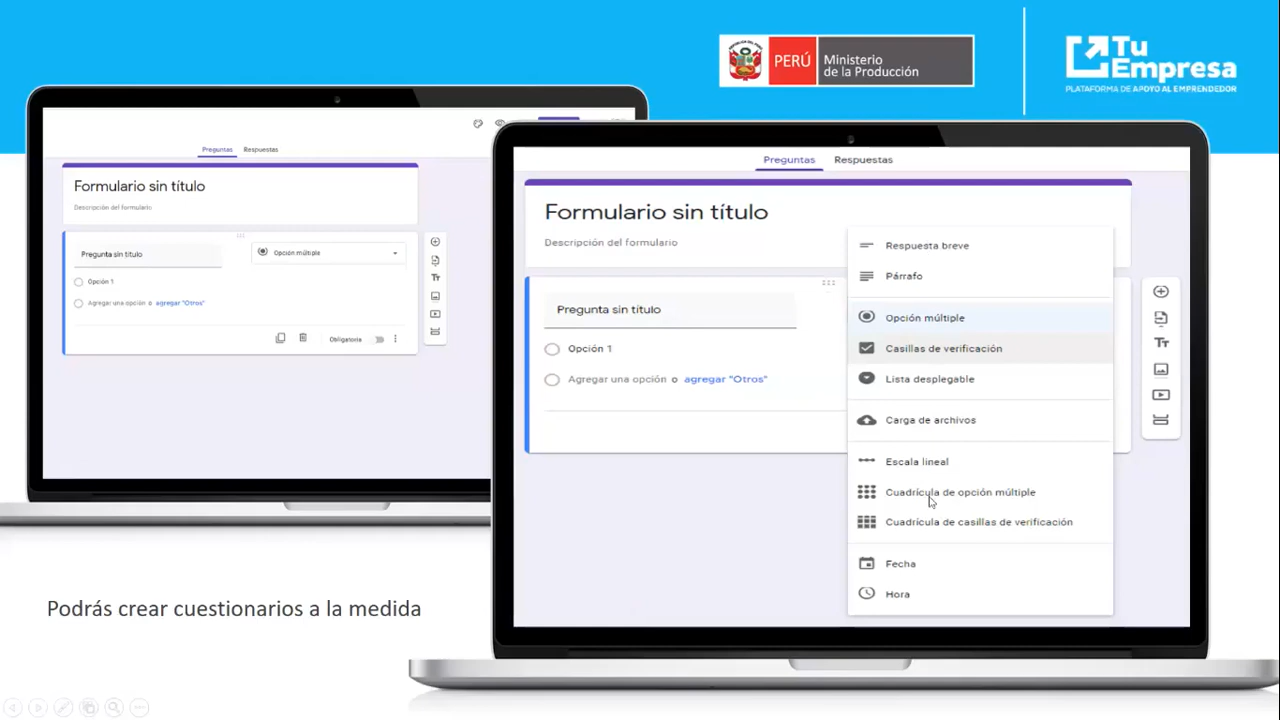 PERÚ
Ministerio
de la Producción
Tu
Empresa
PLATAFORMA DE APOYO AL EMPRENDEDOR
Preguntas Respuestas
Formulario sin título
Descripción del formulario
Pregunta sin título
Opción múltiple
Opción 1
Agregar una opción o agregar "Otros"
Obligatoria
Preguntas Respuestas
Formulario sin título
Descripción del formulario
Pregunta sin título
Opción 1
Agregar una opción o agregar "Otros"
Respuesta breve
Párrafo
Opción múltiple
Casillas de verificación
Lista desplegable
Carga de archivos
Escala lineal
Cuadrícula de opción múltiple
Cuadrícula de casillas de verificación
Fecha
Hora
Tт
Tт
Podrás crear cuestionarios a la medida